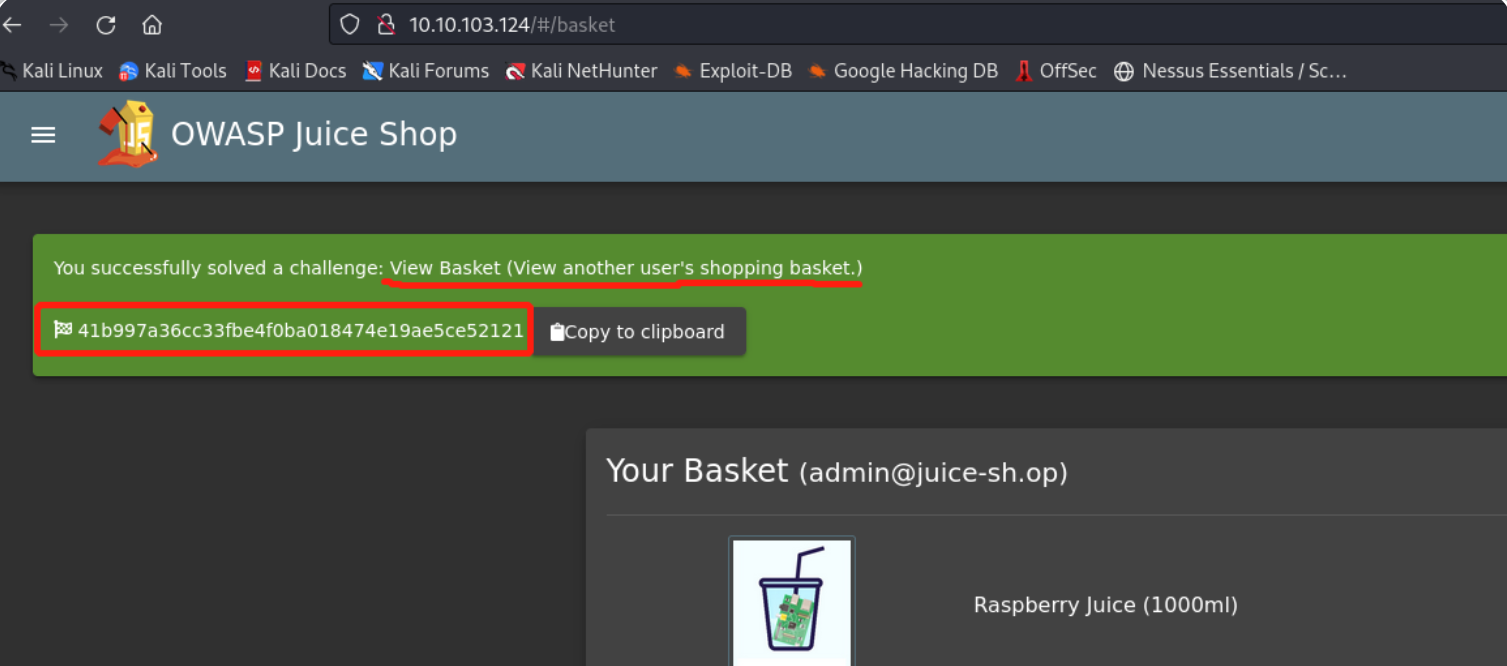 10.10.103.124/#/basket
Kali Linux Kali Tools Kali Docs Kali Forums Kali NetHunter Exploit-DB Google Hacking DB OffSec Nessus Essentials / Sc…
JS OWASP Juice Shop
You successfully solved a challenge: View Basket (View another user's shopping basket.)
41b997a36cc33fbe4f0ba018474e19ae5ce52121 Copy to clipboard
Your Basket (admin@juice-sh.op)
Raspberry Juice (1000ml)